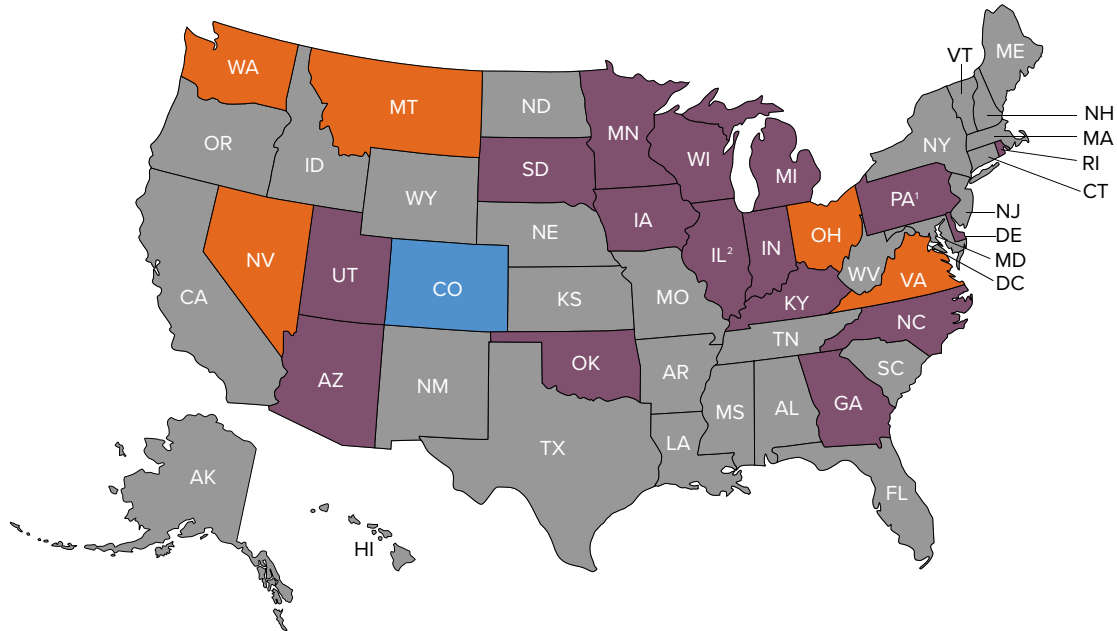 ME
VT
WA
MT
ND
NH
MN
MA
OR
NY
WI
RI
ID
SD
MI
CT
WY
PA¹
NJ
IA
NE
OH
DE
NV
UT
IL²
IN
MD
WV
VA
DC
CO
CA
KS
MO
KY
NC
TN
AZ
NM
OK
AR
SC
MS
AL
GA
TX
LA
AK
FL
HI